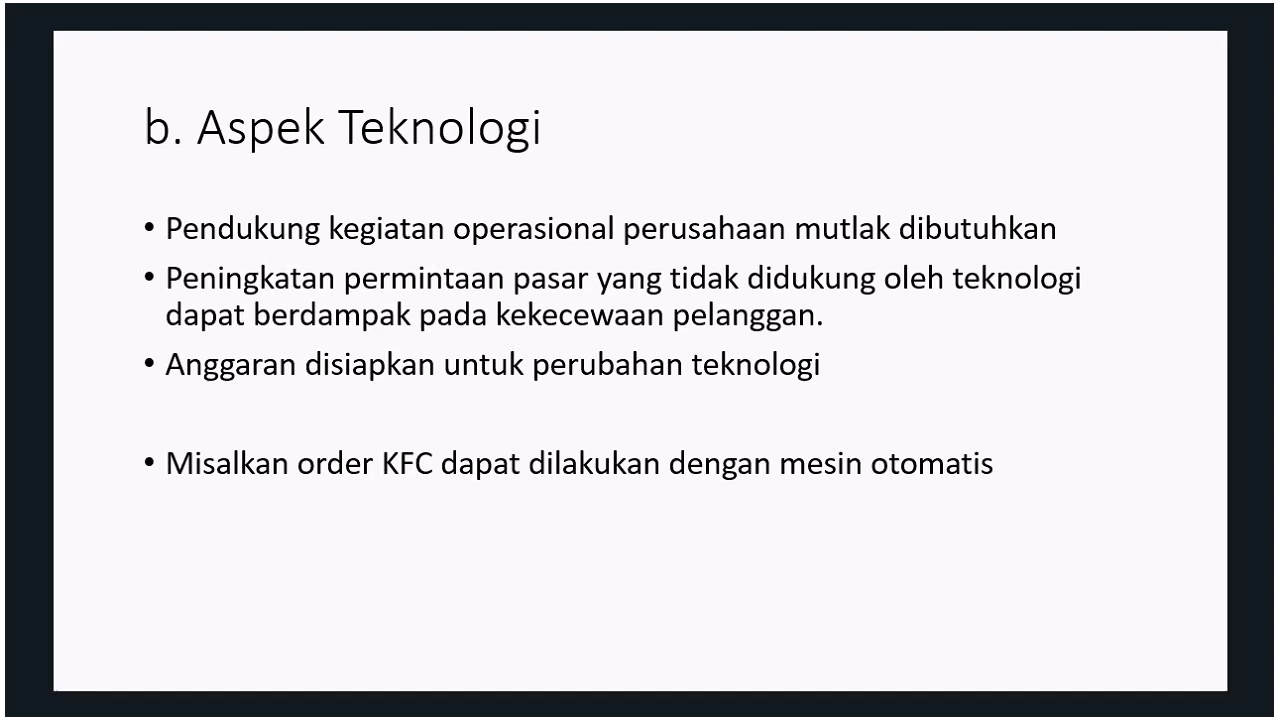 b. Aspek Teknologi
• Pendukung kegiatan operasional perusahaan mutlak dibutuhkan
• Peningkatan permintaan pasar yang tidak didukung oleh teknologi
dapat berdampak pada kekecewaan pelanggan.
• Anggaran disiapkan untuk perubahan teknologi
• Misalkan order KFC dapat dilakukan dengan mesin otomatis